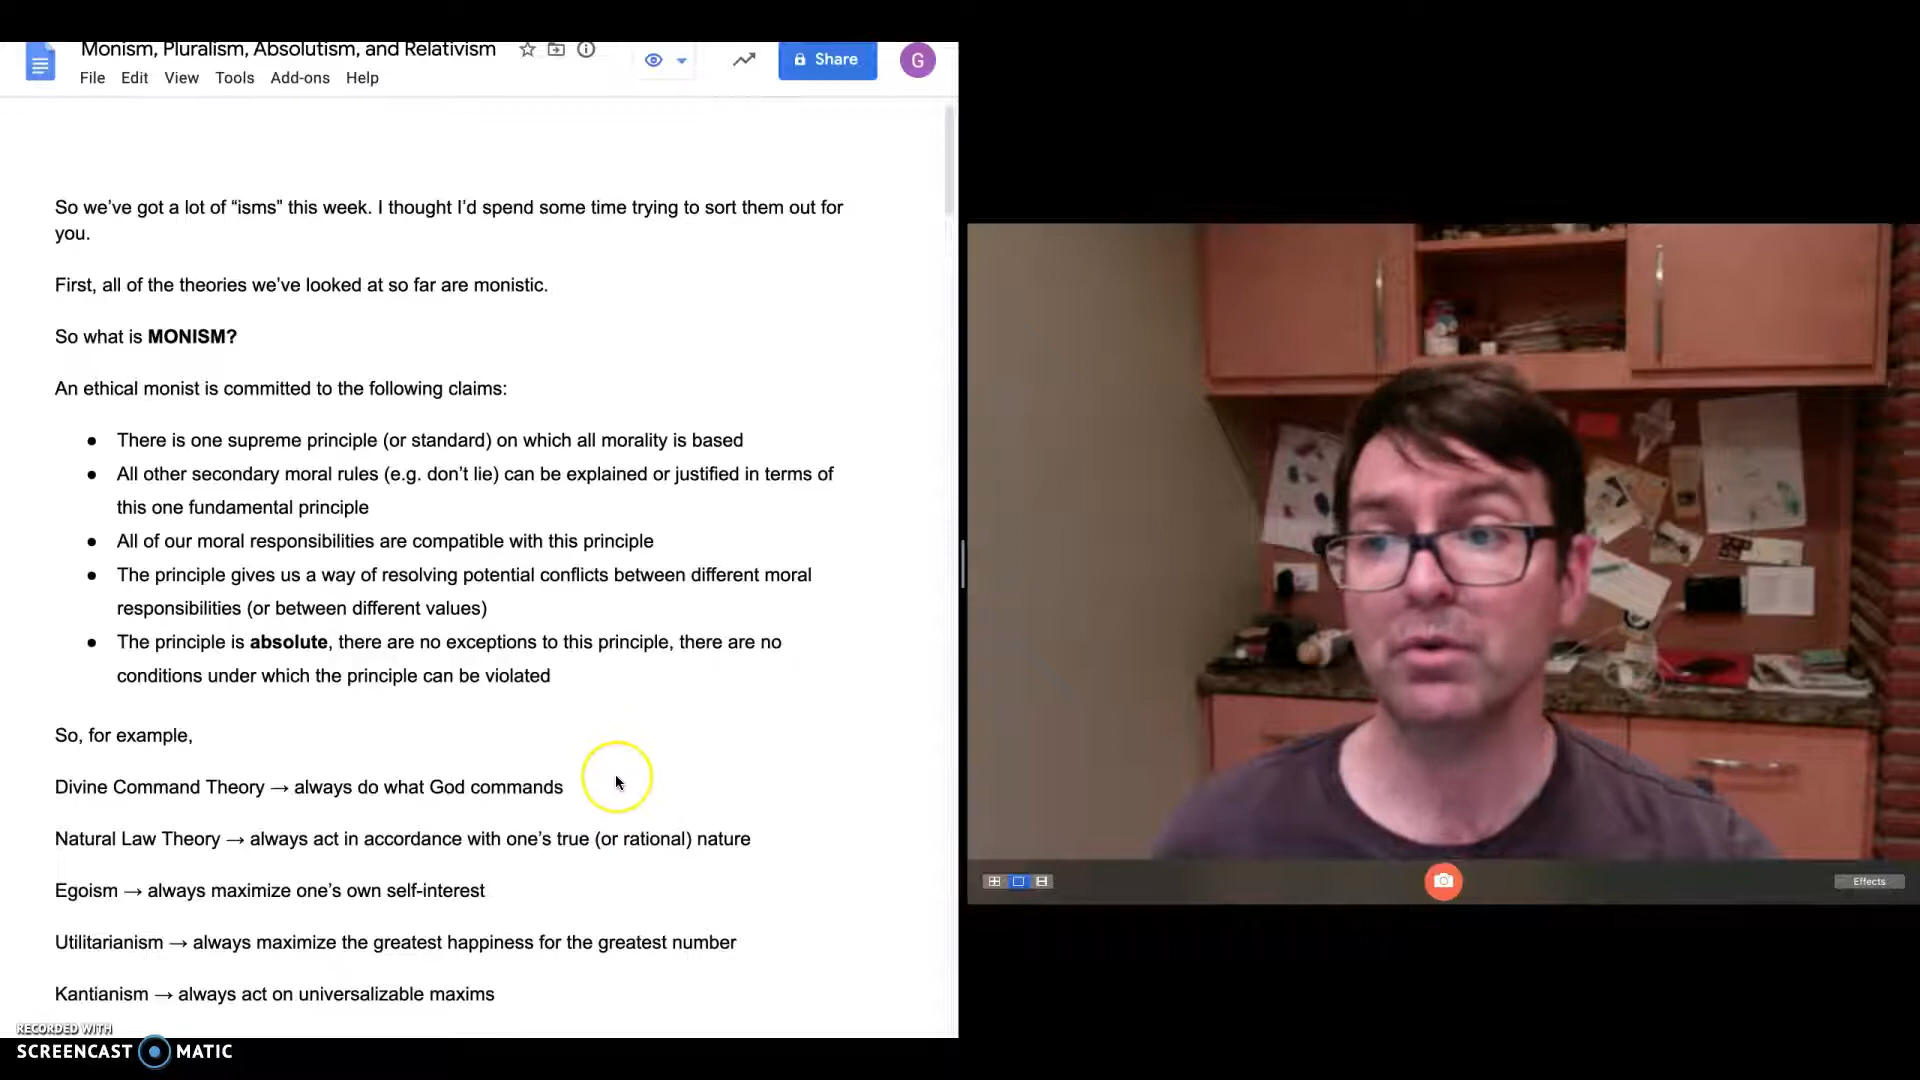 Monism, Pluralism, Absolutism, and Relativism
File Edit View Tools Add-ons Help
Share
G
So we’ve got a lot of “isms” this week. I thought I’d spend some time trying to sort them out for
you.
First, all of the theories we’ve looked at so far are monistic.
So what is MONISM?
An ethical monist is committed to the following claims:
● There is one supreme principle (or standard) on which all morality is based
● All other secondary moral rules (e.g. don’t lie) can be explained or justified in terms of
this one fundamental principle
● All of our moral responsibilities are compatible with this principle
● The principle gives us a way of resolving potential conflicts between different moral
responsibilities (or between different values)
● The principle is absolute, there are no exceptions to this principle, there are no
conditions under which the principle can be violated
So, for example,
Divine Command Theory → always do what God commands
Natural Law Theory → always act in accordance with one’s true (or rational) nature
Egoism → always maximize one’s own self-interest
Utilitarianism → always maximize the greatest happiness for the greatest number
Kantianism → always act on universalizable maxims
Effects
RECORDED WITH
SCREENCAST MATIC